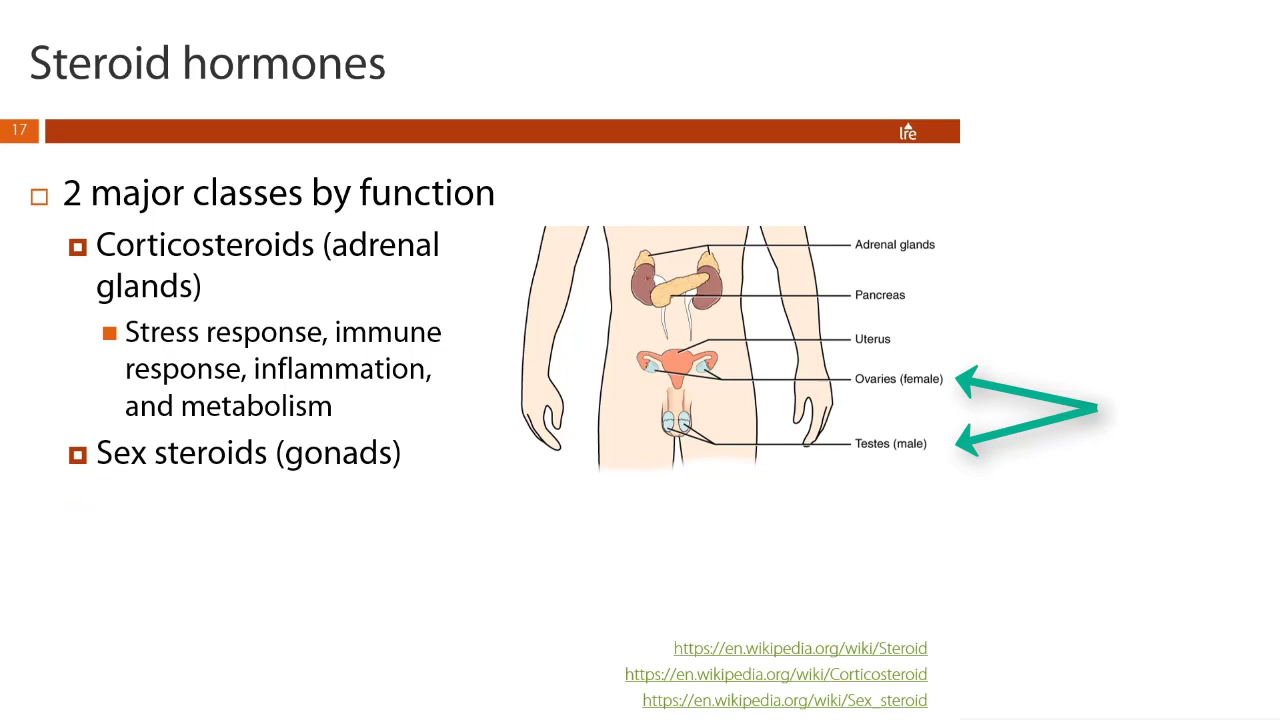 Steroid hormones
17
lre
2 major classes by function
Corticosteroids (adrenal
glands)
Stress response, immune
response, inflammation,
and metabolism
Sex steroids (gonads)
Adrenal glands
Pancreas
Uterus
Ovaries (female)
Testes (male)
https://en.wikipedia.org/wiki/Steroid
https://en.wikipedia.org/wiki/Corticosteroid
https://en.wikipedia.org/wiki/Sex_steroid